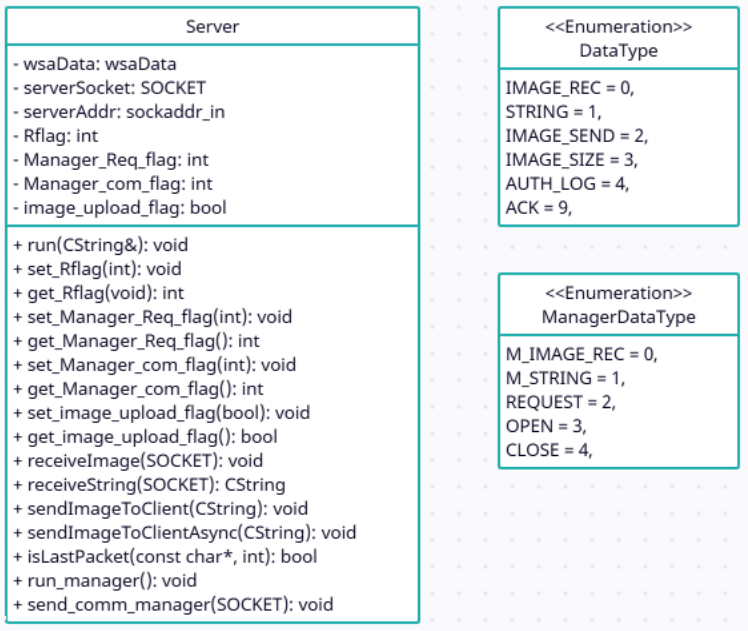 Server
- wsaData: wsaData
- serverSocket: SOCKET
- serverAddr: sockaddr_in
- Rflag: int
- Manager_Req_flag: int
- Manager_com_flag: int
- image_upload_flag: bool
+ run(CString&): void
+ set_Rflag(int): void
+ get_Rflag(void): int
+ set_Manager_Req_flag(int): void
+ get_Manager_Req_flag(): int
+ set_Manager_com_flag(int): void
+ get_Manager_com_flag(): int
+ set_image_upload_flag(bool): void
+ get_image_upload_flag(): bool
+ receiveImage(SOCKET): void
+ receiveString(SOCKET): CString
+ sendImageToClient(CString): void
+ sendImageToClientAsync(CString): void
+ isLastPacket(const char*, int): bool
+ run_manager(): void
+ send_comm_manager(SOCKET): void
<<Enumeration>>
DataType
IMAGE_REC = 0,
STRING = 1,
IMAGE_SEND = 2,
IMAGE_SIZE = 3,
AUTH_LOG = 4,
ACK = 9,
<<Enumeration>>
ManagerDataType
M_IMAGE_REC = 0,
M_STRING = 1,
REQUEST = 2,
OPEN = 3,
CLOSE = 4,